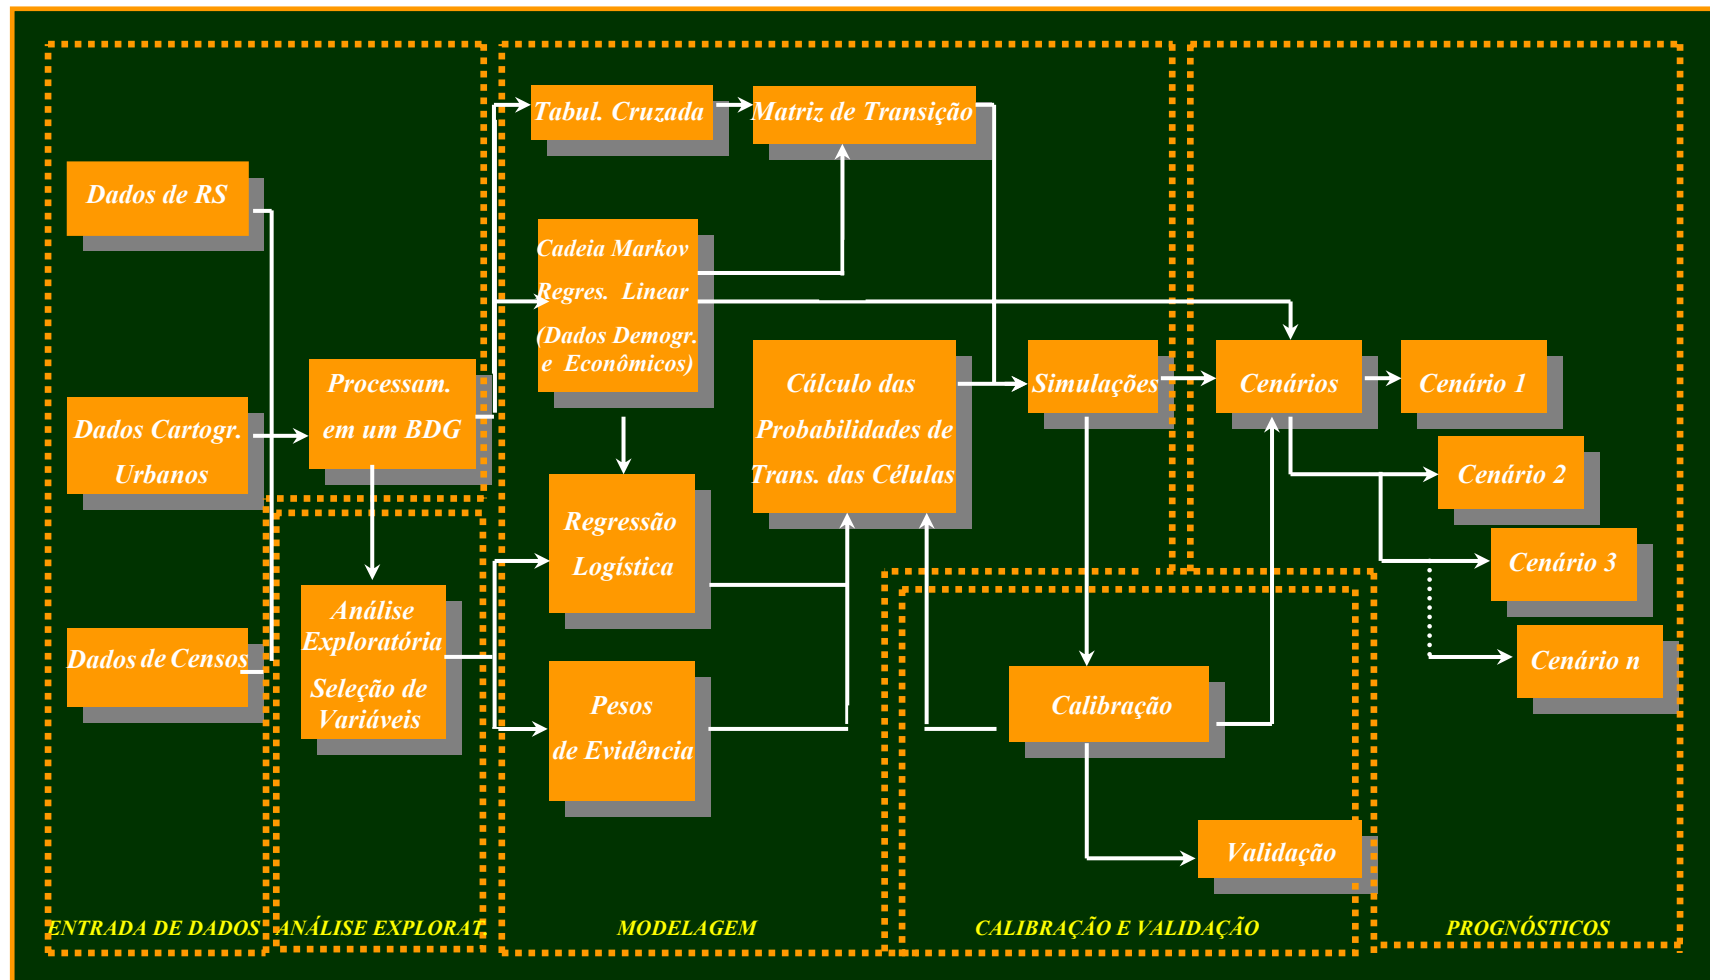 Dados de RS
Dados Cartogr.
Urbanos
Dados de Censos
Processam.
em um BDG
Análise
Exploratória
Seleção de
Variáveis
Tabul. Cruzada
Matriz de Transição
Cadeia Markov
Regres. Linear
(Dados Demogr.
e Econômicos)
Regressão
Logística
Pesos
de Evidência
Cálculo das
Probabilidades de
Trans. das Células
Simulações
Calibração
Validação
Cenários
Cenário 1
Cenário 2
Cenário 3
Cenário n
ENTRADA DE DADOS
ANÁLISE EXPLORAT
MODELAGEM
CALIBRAÇÃO E VALIDAÇÃO
PROGNÓSTICOS